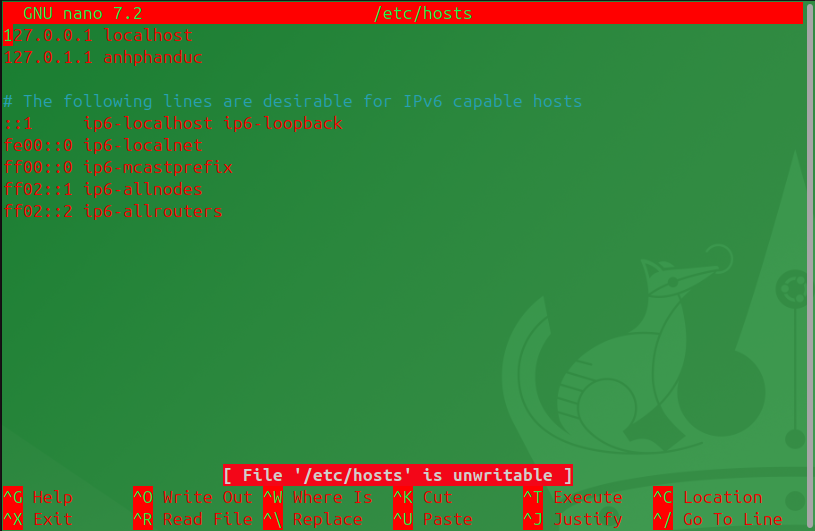 GNU nano 7.2 /etc/hosts
127.0.0.1 localhost
127.0.1.1 anhphanduc
# The following lines are desirable for IPv6 capable hosts
::1 ip6-localhost ip6-loopback
fe00::0 ip6-localnet
ff00::0 ip6-mcastprefix
ff02::1 ip6-allnodes
ff02::2 ip6-allrouters
[ File '/etc/hosts' is unwritable ]
^G Help ^O Write Out ^W Where Is ^K Cut ^T Execute ^C Location
^X Exit ^R Read File ^\ Replace ^U Paste ^J Justify ^/ Go To Line